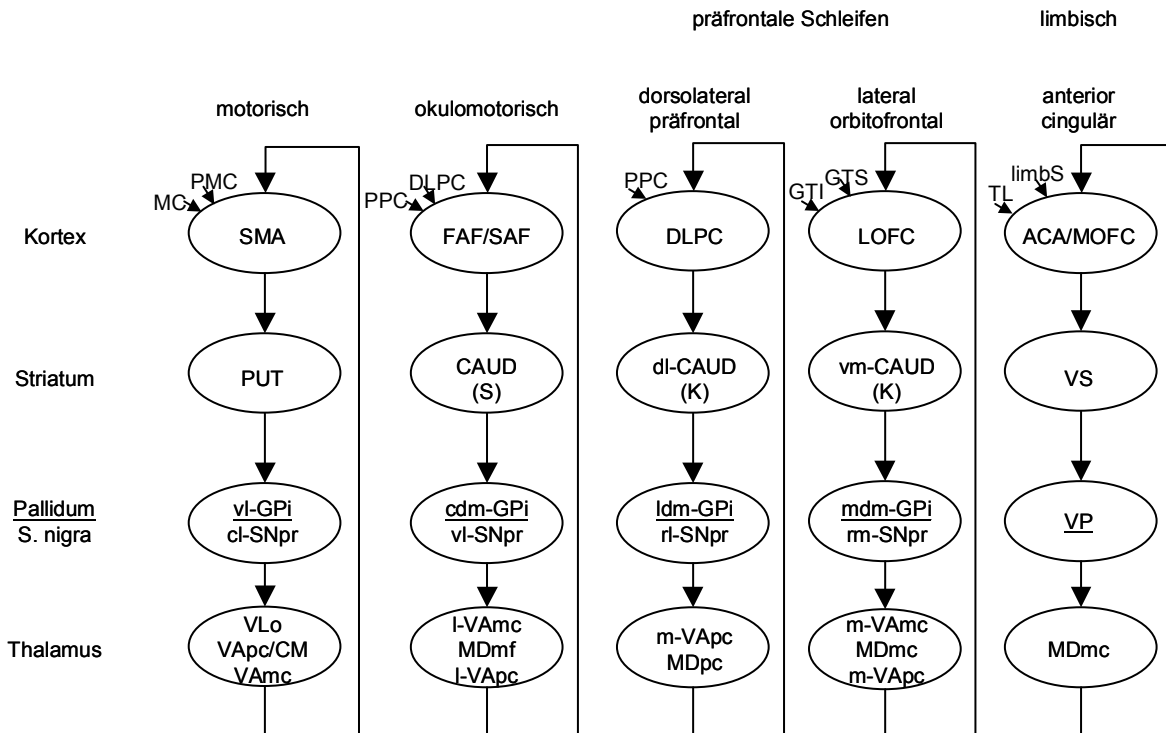 präfrontale Schleifen limbisch
motorisch okulomotorisch dorsolateral präfrontal lateral orbitofrontal anterior cingulär
PMC DLPC PPC GTS limbS
MC PPC GTI TL
Kortex SMA FAF/SAF DLPC LOFC ACA/MOFC
Striatum PUT CAUD (S) dl-CAUD (K) vm-CAUD (K) VS
Pallidum vl-GPi cdm-GPi ldm-GPi mdm-GPi VP
S. nigra cl-SNpr vl-SNpr rl-SNpr rm-SNpr
VLo l-VAmc m-VAmc
Thalamus VApc/CM MDmf m-VApc MDpc MDmc MDmc
VAmc l-VApc m-VApc